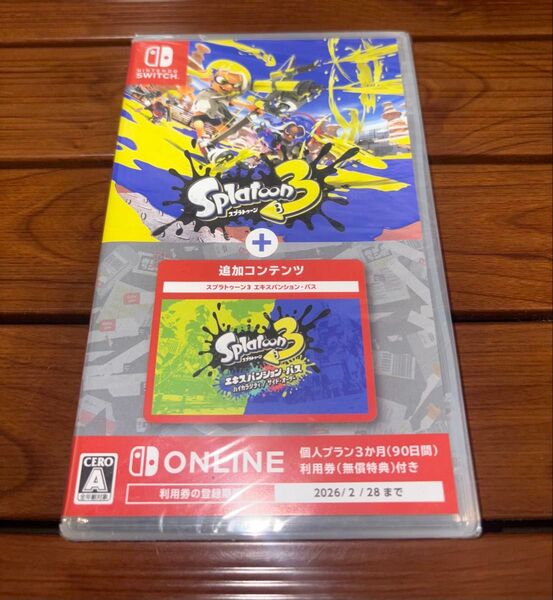 NINTENDO
SWITCH
Splatoon 3
スプラトゥーン
+
追加コンテンツ
スプラトゥーン3 エキスパンション・パス
Splatoon 3
スプラトゥーン
エキスパンション・パス
ハイカラシティ/サイド・オーダー
ONLINE
個人プラン3か月(90日間)
利用券(無償特典)付き
CERO
A
全年齢対象
利用券の登録期
2026/2/28まで